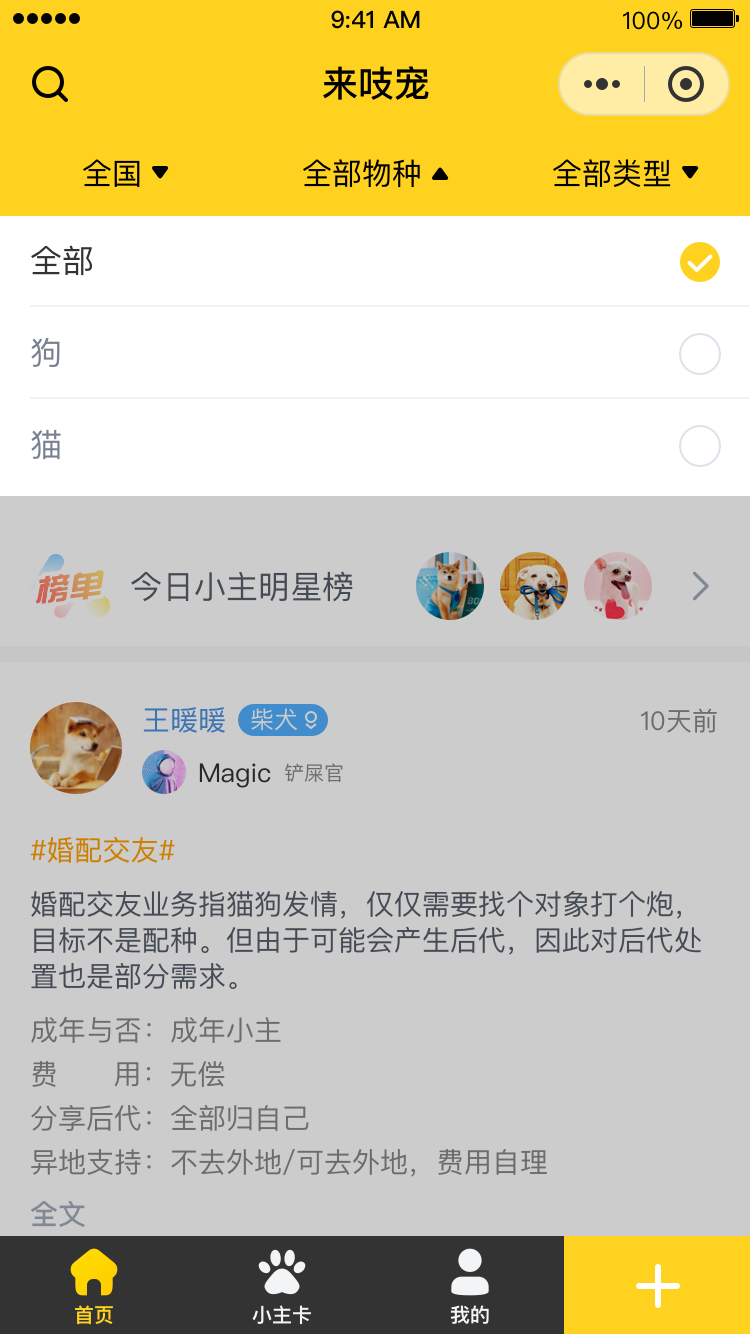 9:41 AM
100%
来吱宠
全国 全部物种 全部类型
全部
狗
猫
榜单 今日小主明星榜
王暖暖 柴犬 10天前
Magic 铲屎官
#婚配交友#
婚配交友业务指猫狗发情，仅仅需要找个对象打个炮，
目标不是配种。但由于可能会产生后代，因此对后代处
置也是部分需求。
成年与否：成年小主
费　　用：无偿
分享后代：全部归自己
异地支持：不去外地/可去外地，费用自理
全文
首页 小主卡 我的